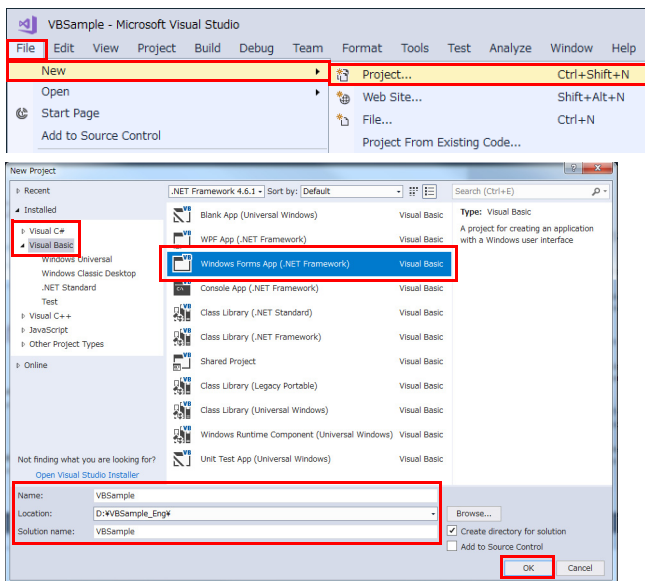 VBSample - Microsoft Visual Studio
File Edit View Project Build Debug Team Format Tools Test Analyze Window Help
New
Open
Start Page
Add to Source Control
Project... Ctrl+Shift+N
Web Site... Shift+Alt+N
File... Ctrl+N
Project From Existing Code...
New Project
Recent
Installed
Visual C#
Visual Basic
Windows Universal
Windows Classic Desktop
.NET Standard
Test
Visual C++
JavaScript
Other Project Types
Online
Not finding what you are looking for?
Open Visual Studio Installer
.NET Framework 4.6.1 Sort by: Default
Search (Ctrl+E)
Blank App (Universal Windows) Visual Basic
WPF App (.NET Framework) Visual Basic
Windows Forms App (.NET Framework) Visual Basic
Console App (.NET Framework) Visual Basic
Class Library (.NET Standard) Visual Basic
Class Library (.NET Framework) Visual Basic
Shared Project Visual Basic
Class Library (Legacy Portable) Visual Basic
Class Library (Universal Windows) Visual Basic
Windows Runtime Component (Universal Windows) Visual Basic
Unit Test App (Universal Windows) Visual Basic
Type: Visual Basic
A project for creating an application
with a Windows user interface
Name: VBSample
Location: D:¥VBSample_Eng¥
Solution name: VBSample
Browse...
Create directory for solution
Add to Source Control
OK Cancel